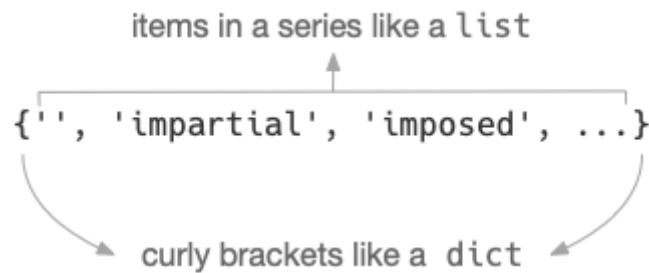 items in a series like a list
{'', 'impartial', 'imposed', ...}
curly brackets like a dict